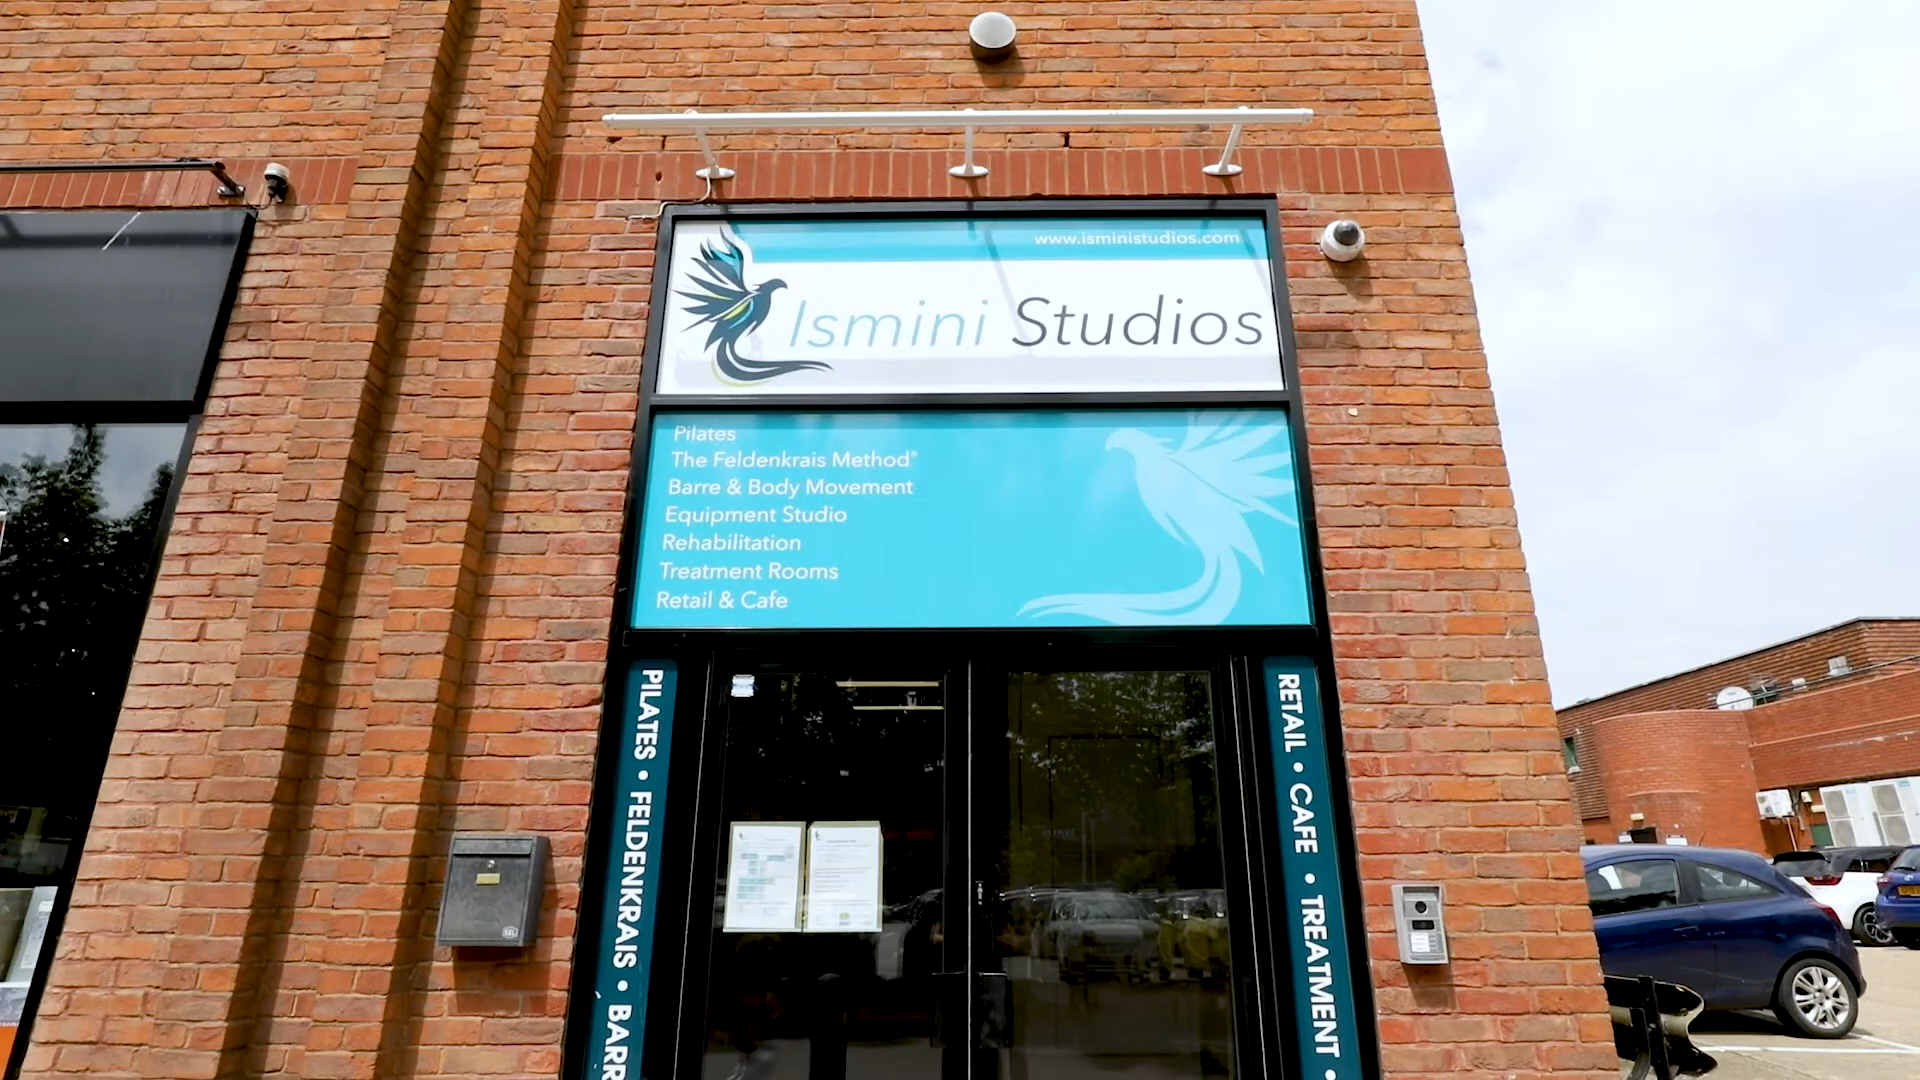 www.isministudios.com
Ismini Studios
Pilates
The Feldenkrais Method®
Barre & Body Movement
Equipment Studio
Rehabilitation
Treatment Rooms
Retail & Cafe
PILATES • FELDENKRAIS • BARR
RETAIL • CAFE • TREATMENT •